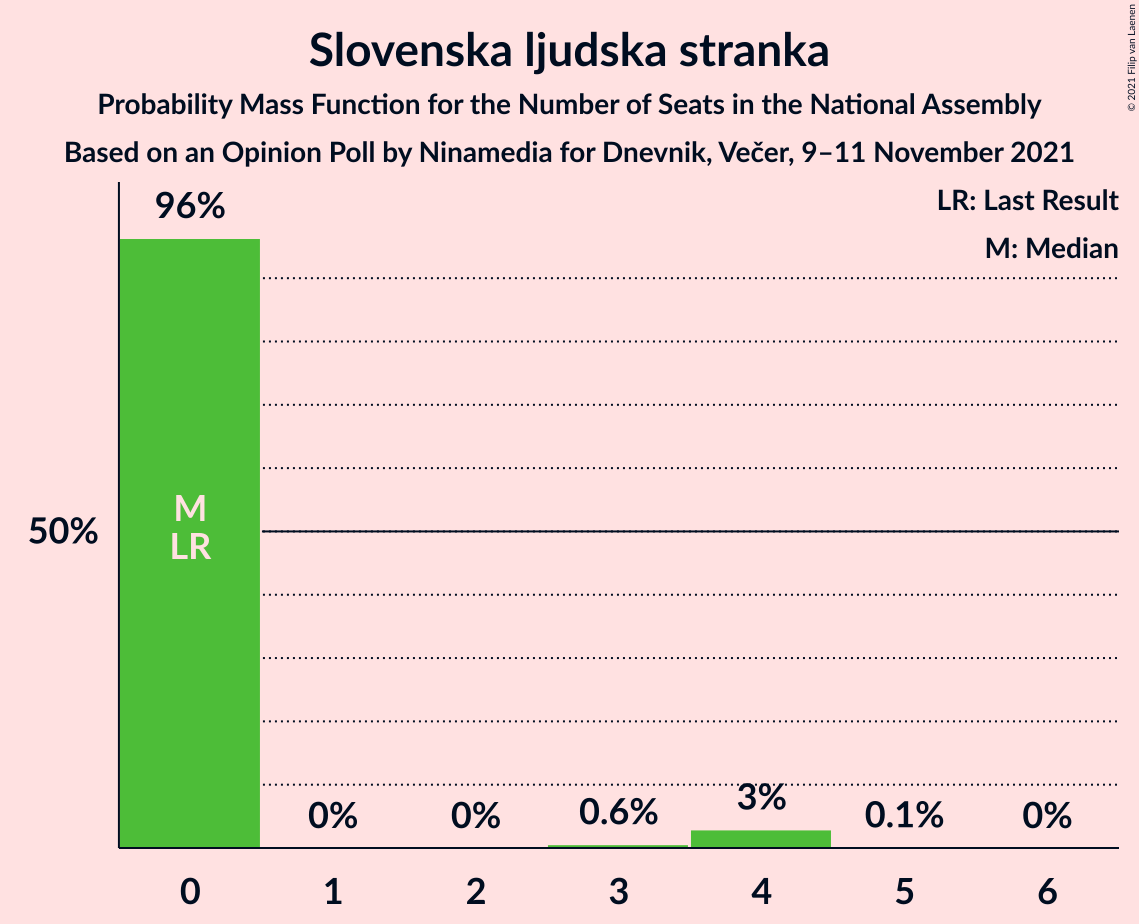 Slovenska ljudska stranka
Probability Mass Function for the Number of Seats in the National Assembly
Based on an Opinion Poll by Ninamedia for Dnevnik, Večer, 9–11 November 2021
© 2021 Filip van Laenen
LR: Last Result
M: Median
96%
50%
M
LR
0%
0%
0.6%
3%
0.1%
0%
0
1
2
3
4
5
6